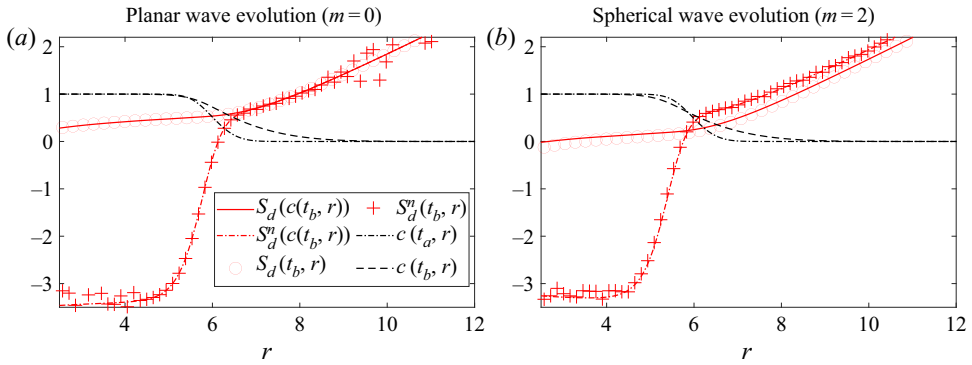 Planar wave evolution (m = 0)
Spherical wave evolution (m = 2)
(a)
(b)
2
1
0
−1
−2
−3
4
6
8
10
12
r
S_d(c(t_b, r))
S_d^n(t_b, r)
S_d^n(c(t_b, r))
c (t_a, r)
S_d(t_b, r)
c (t_b, r)
2
1
0
−1
−2
−3
4
6
8
10
12
r